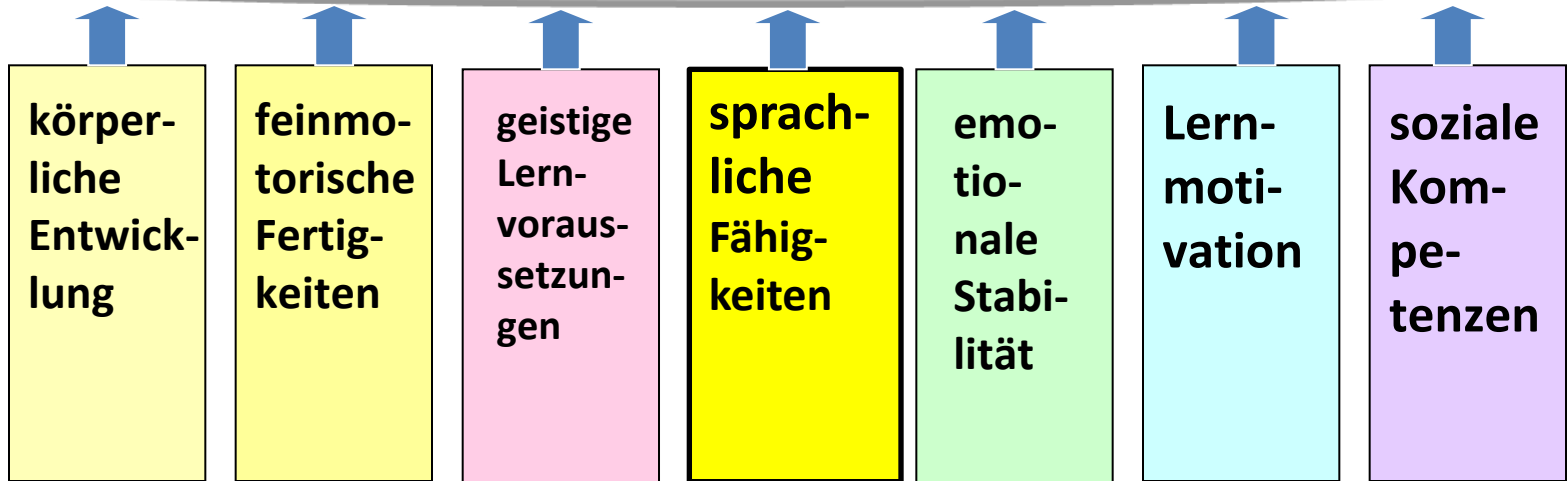 körper-
liche
Entwick-
lung
feinmo-
torische
Fertig-
keiten
geistige
Lern-
voraus-
setzun-
gen
sprach-
liche
Fähig-
keiten
emo-
tio-
nale
Stabi-
lität
Lern-
moti-
vation
soziale
Kom-
pe-
tenzen